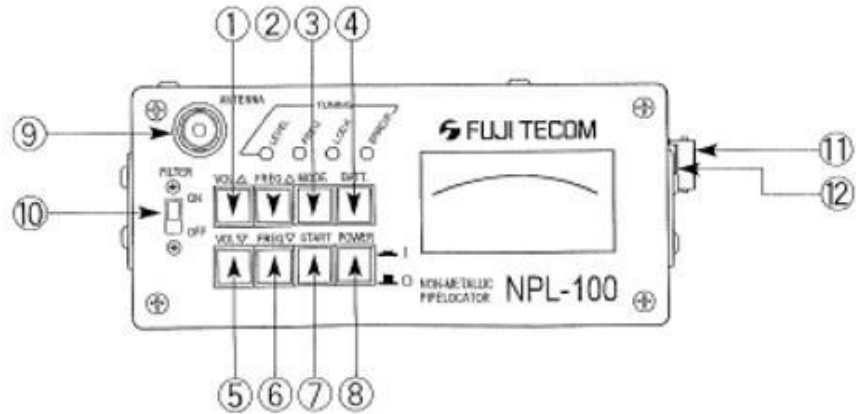 ① ② ③ ④
ANTENNA
TUNING
LEVEL FREQ LOCK ERROR
FUJI TECOM
⑨
⑪
⑫
FILTER
ON
OFF
⑩
VOL△ FREQ△ MODE BATT.
VOL▽ FREQ▽ START POWER
I
O
NON-METALLIC
PIPELOCATOR NPL-100
⑤ ⑥ ⑦ ⑧